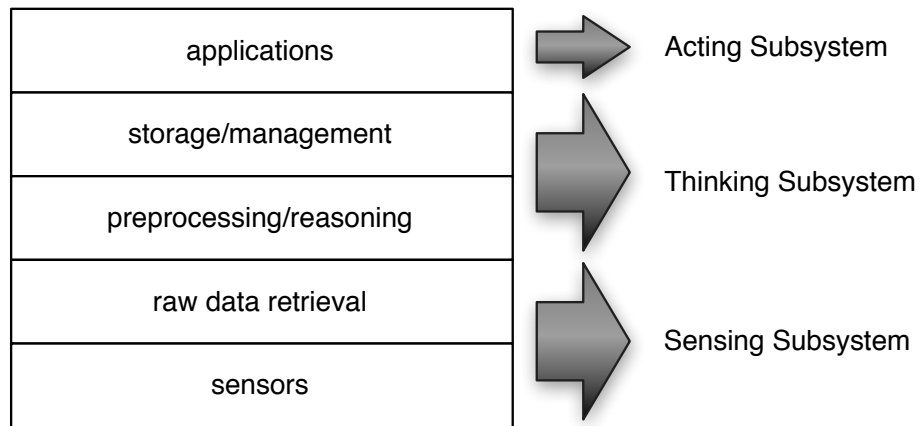 applications
Acting Subsystem
storage/management
Thinking Subsystem
preprocessing/reasoning
raw data retrieval
Sensing Subsystem
sensors